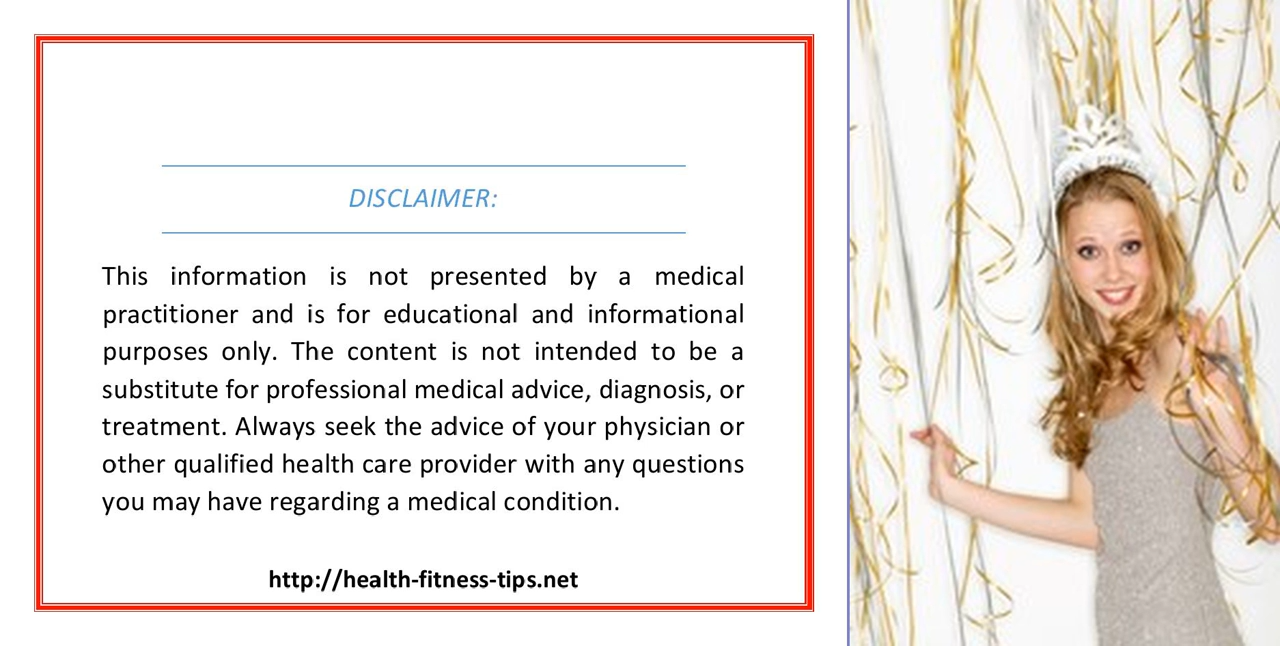 DISCLAIMER:
This information is not presented by a medical
practitioner and is for educational and informational
purposes only. The content is not intended to be a
substitute for professional medical advice, diagnosis, or
treatment. Always seek the advice of your physician or
other qualified health care provider with any questions
you may have regarding a medical condition.
http://health-fitness-tips.net